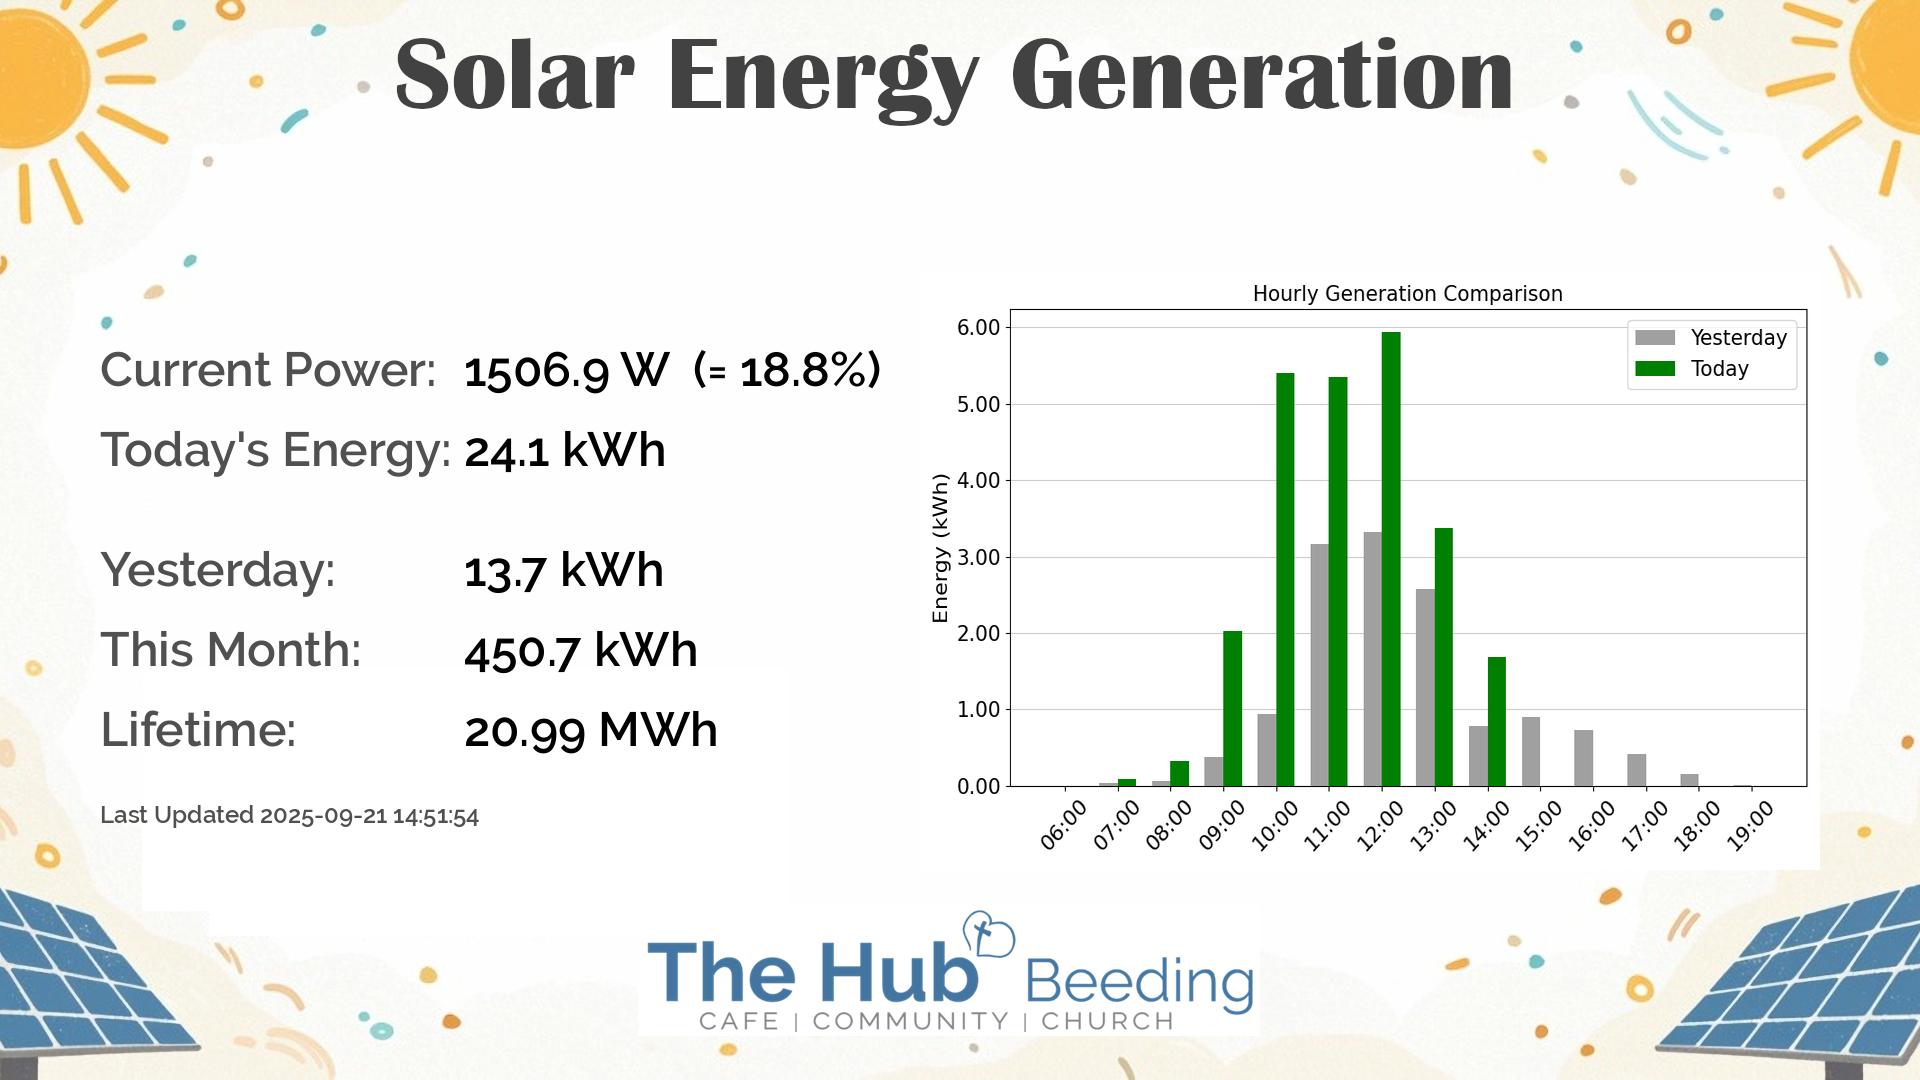 Solar Energy Generation
Current Power: 1506.9 W (= 18.8%)
Today's Energy: 24.1 kWh
Yesterday: 13.7 kWh
This Month: 450.7 kWh
Lifetime: 20.99 MWh
Last Updated 2025-09-21 14:51:54
Hourly Generation Comparison
Yesterday
Today
Energy (kWh)
6.00
5.00
4.00
3.00
2.00
1.00
0.00
06:00 07:00 08:00 09:00 10:00 11:00 12:00 13:00 14:00 15:00 16:00 17:00 18:00 19:00
The Hub Beeding
CAFE | COMMUNITY | CHURCH